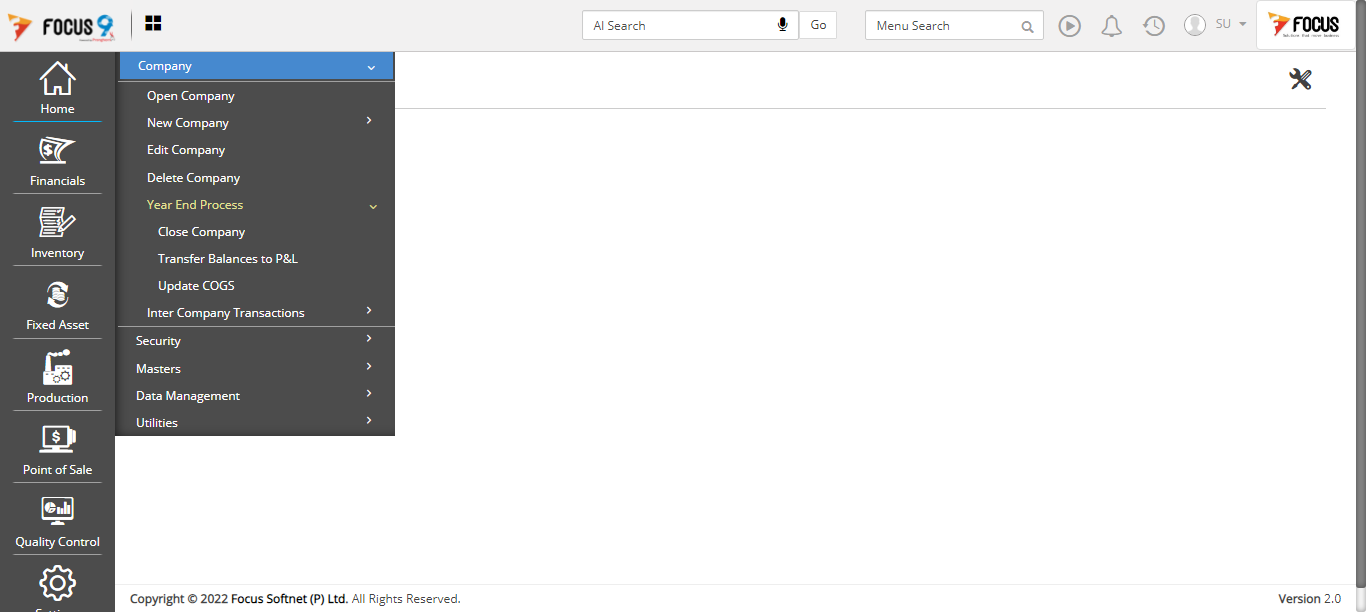 FOCUS 9
AI Search
Go
Menu Search
SU
FOCUS
Home
Financials
Inventory
Fixed Asset
Production
Point of Sale
Quality Control
Company
Open Company
New Company
Edit Company
Delete Company
Year End Process
Close Company
Transfer Balances to P&L
Update COGS
Inter Company Transactions
Security
Masters
Data Management
Utilities
Copyright © 2022 Focus Softnet (P) Ltd. All Rights Reserved.
Version 2.0